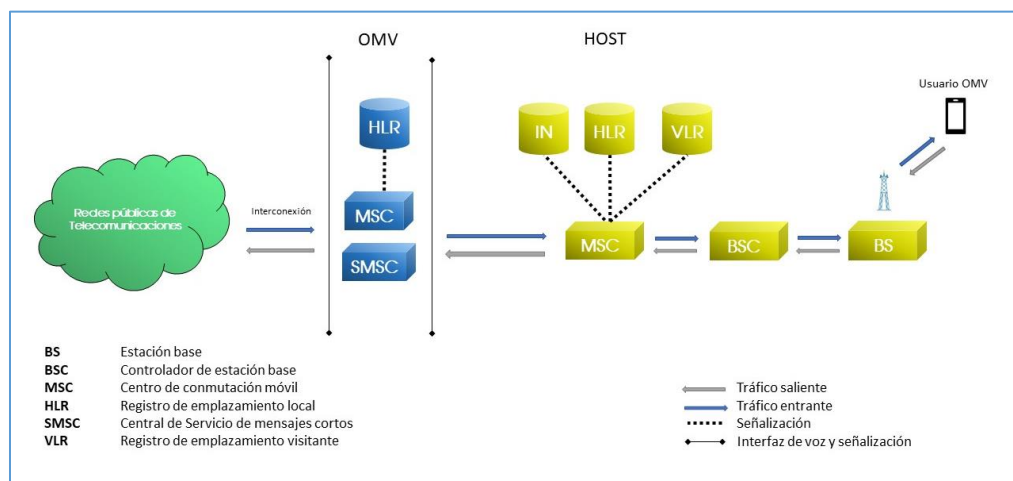 OMV
HOST
Usuario OMV
HLR
IN
HLR
VLR
Redes públicas de
Telecomunicaciones
Interconexión
MSC
SMSC
MSC
BSC
BS
BS Estación base
BSC Controlador de estación base
MSC Centro de conmutación móvil
HLR Registro de emplazamiento local
SMSC Central de Servicio de mensajes cortos
VLR Registro de emplazamiento visitante
Tráfico saliente
Tráfico entrante
Señalización
Interfaz de voz y señalización